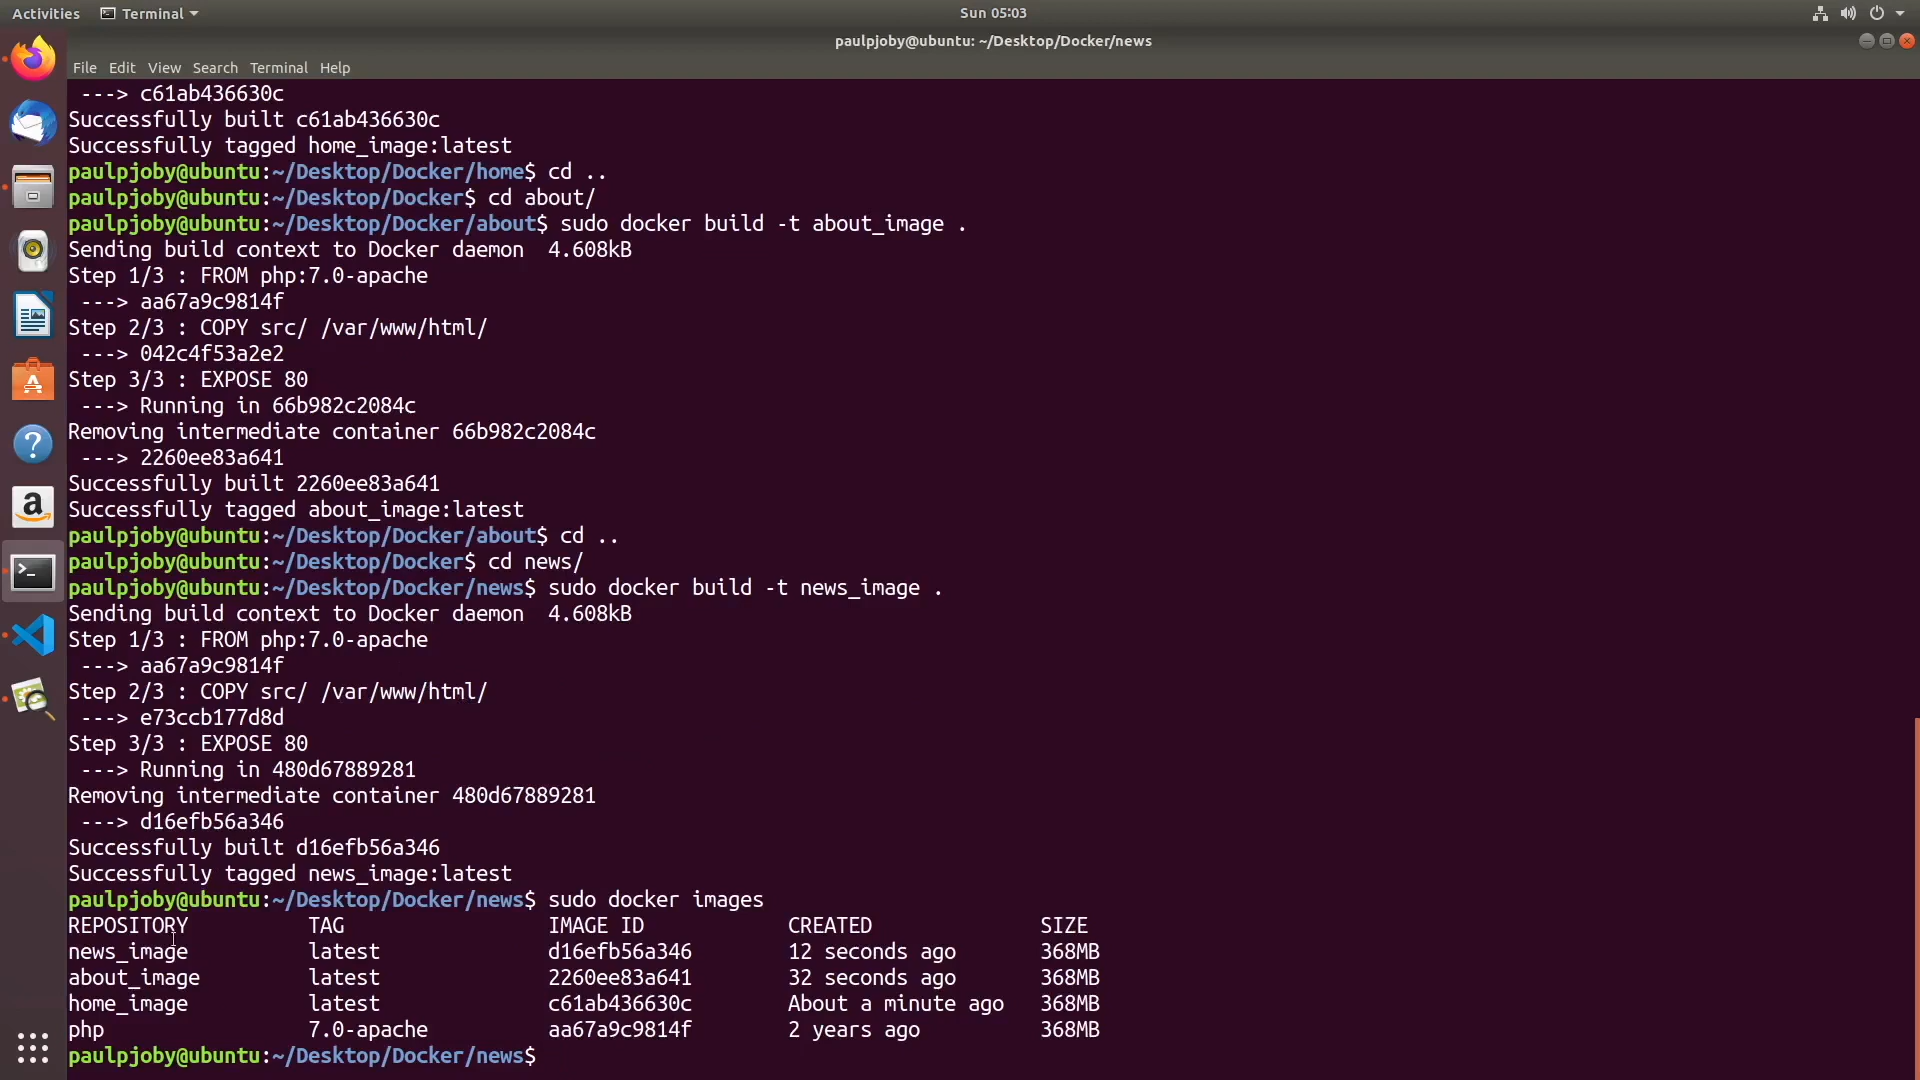 Activities Terminal Sun 05:03
paulpjoby@ubuntu: ~/Desktop/Docker/news
File Edit View Search Terminal Help
---> c61ab436630c
Successfully built c61ab436630c
Successfully tagged home_image:latest
paulpjoby@ubuntu:~/Desktop/Docker/home$ cd ..
paulpjoby@ubuntu:~/Desktop/Docker$ cd about/
paulpjoby@ubuntu:~/Desktop/Docker/about$ sudo docker build -t about_image .
Sending build context to Docker daemon  4.608kB
Step 1/3 : FROM php:7.0-apache
---> aa67a9c9814f
Step 2/3 : COPY src/ /var/www/html/
---> 042c4f53a2e2
Step 3/3 : EXPOSE 80
---> Running in 66b982c2084c
Removing intermediate container 66b982c2084c
---> 2260ee83a641
Successfully built 2260ee83a641
Successfully tagged about_image:latest
paulpjoby@ubuntu:~/Desktop/Docker/about$ cd ..
paulpjoby@ubuntu:~/Desktop/Docker$ cd news/
paulpjoby@ubuntu:~/Desktop/Docker/news$ sudo docker build -t news_image .
Sending build context to Docker daemon  4.608kB
Step 1/3 : FROM php:7.0-apache
---> aa67a9c9814f
Step 2/3 : COPY src/ /var/www/html/
---> e73ccb177d8d
Step 3/3 : EXPOSE 80
---> Running in 480d67889281
Removing intermediate container 480d67889281
---> d16efb56a346
Successfully built d16efb56a346
Successfully tagged news_image:latest
paulpjoby@ubuntu:~/Desktop/Docker/news$ sudo docker images
REPOSITORY TAG IMAGE ID CREATED SIZE
news_image latest d16efb56a346 12 seconds ago 368MB
about_image latest 2260ee83a641 32 seconds ago 368MB
home_image latest c61ab436630c About a minute ago 368MB
php 7.0-apache aa67a9c9814f 2 years ago 368MB
paulpjoby@ubuntu:~/Desktop/Docker/news$